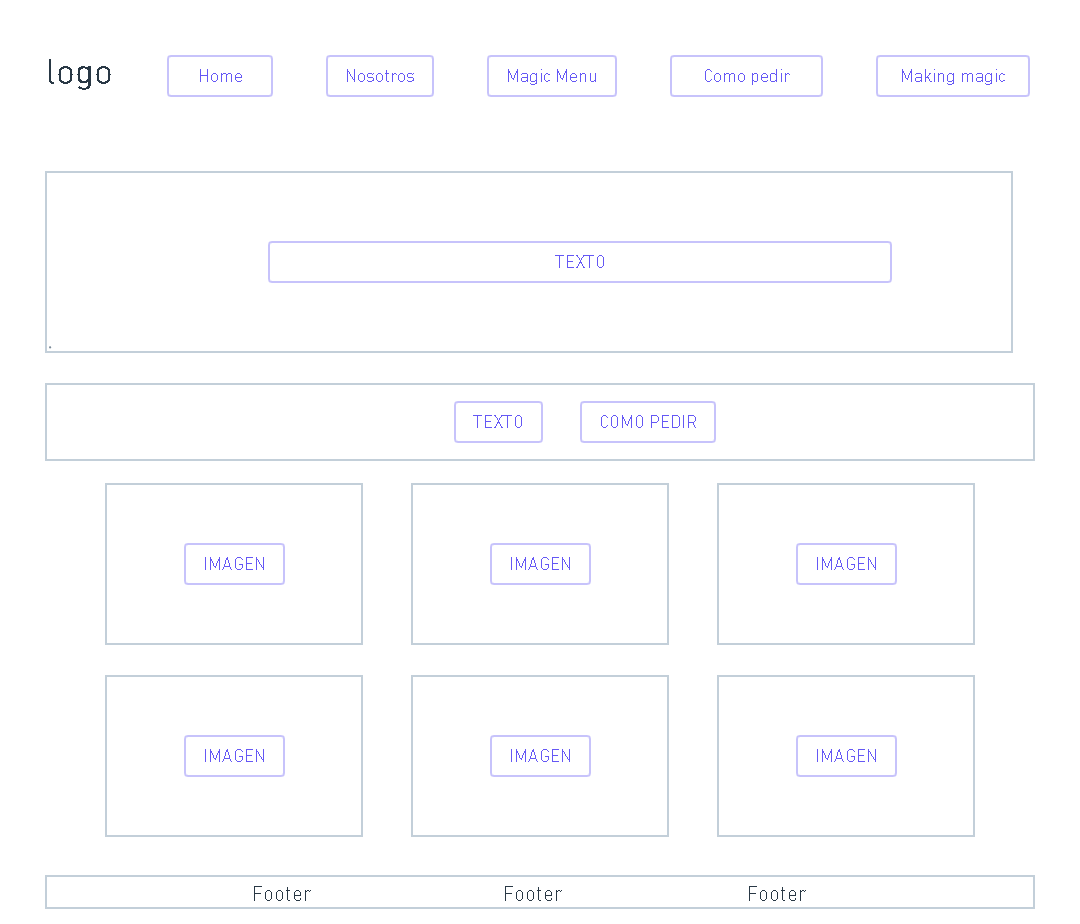 logo Home Nosotros Magic Menu Como pedir Making magic
TEXTO
.
TEXTO COMO PEDIR
IMAGEN IMAGEN IMAGEN
IMAGEN IMAGEN IMAGEN
Footer Footer Footer